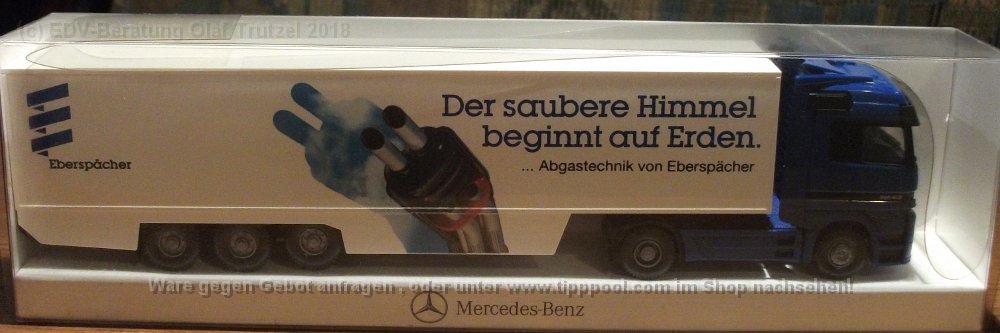 (c) EDV-Beratung Olaf Trutzel 2018
Der saubere Himmel
beginnt auf Erden.
... Abgastechnik von Eberspächer
Eberspächer
Ware gegen Gebot anfragen , oder unter www.tipppool.com im Shop nachsehen!
Mercedes-Benz